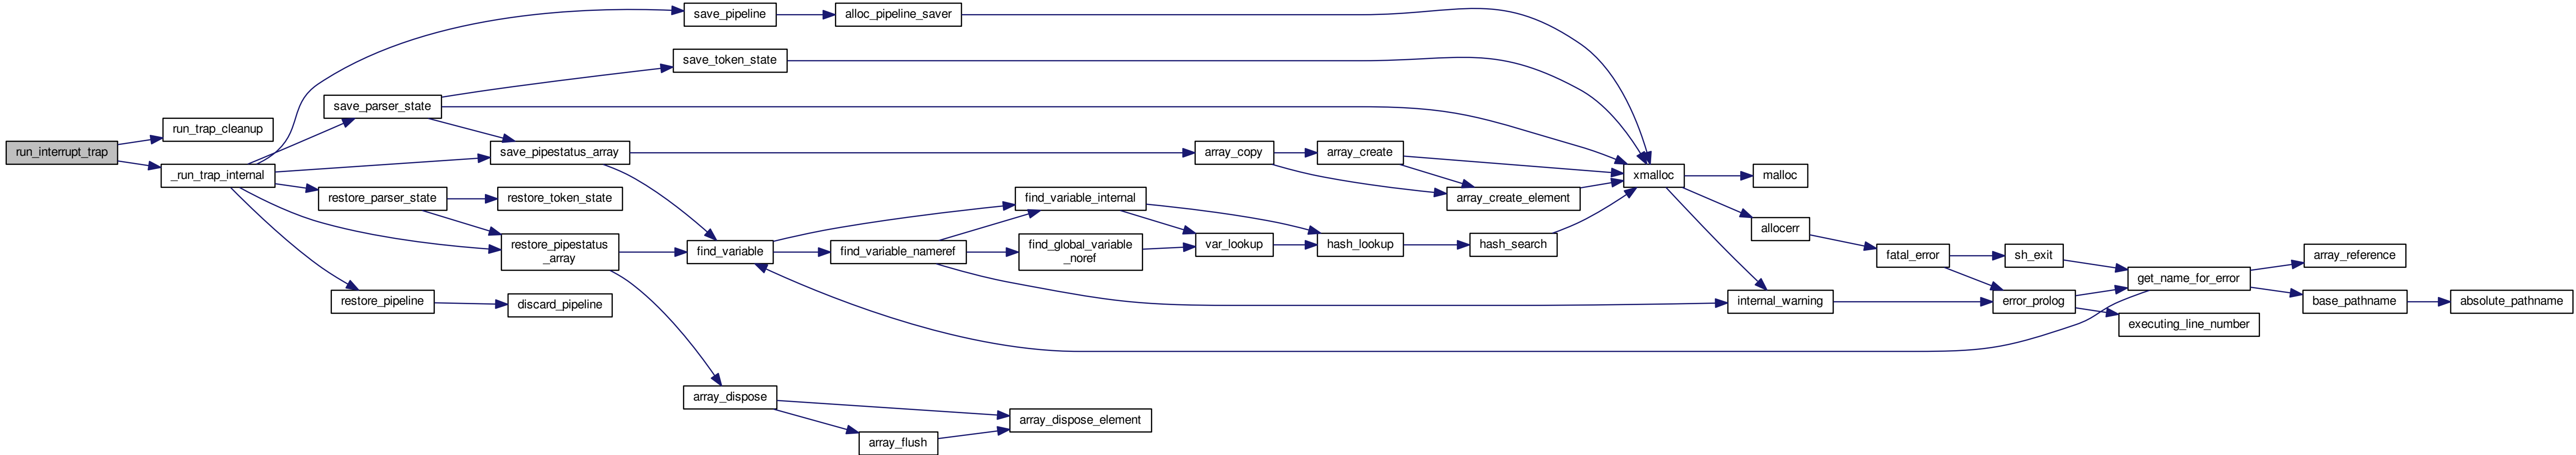 save_pipeline
alloc_pipeline_saver
save_token_state
save_parser_state
run_trap_cleanup
run_interrupt_trap
save_pipestatus_array
array_copy
array_create
_run_trap_internal
xmalloc
malloc
restore_parser_state
restore_token_state
find_variable_internal
array_create_element
allocerr
restore_pipestatus
_array
find_variable
find_variable_nameref
find_global_variable
_noref
var_lookup
hash_lookup
hash_search
fatal_error
sh_exit
array_reference
get_name_for_error
restore_pipeline
discard_pipeline
internal_warning
error_prolog
base_pathname
absolute_pathname
executing_line_number
array_dispose
array_dispose_element
array_flush